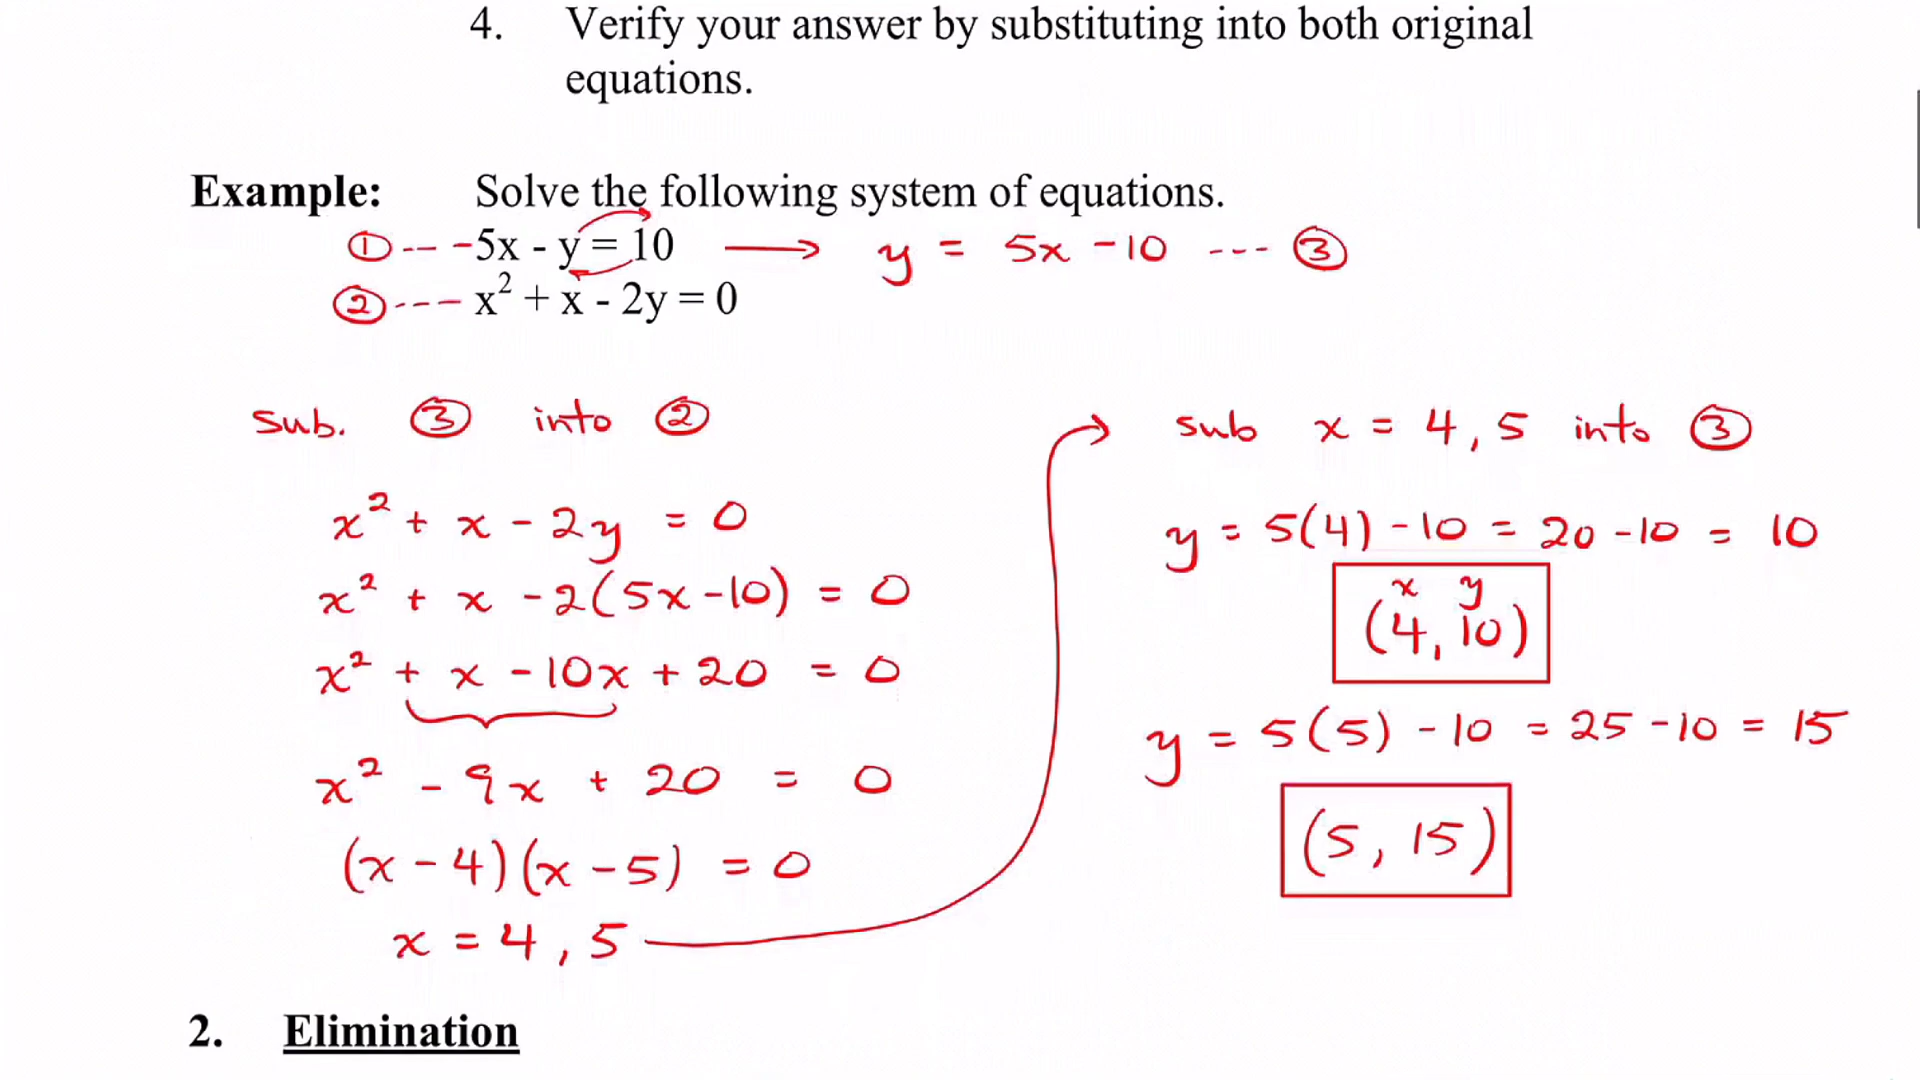 4. Verify your answer by substituting into both original
equations.
Example: Solve the following system of equations.
① --- -5x - y = 10 ⟶ y = 5x -10 --- ③
② --- x² + x - 2y = 0
sub. ③ into ②
x² + x - 2y = 0
x² + x -2(5x-10) = 0
x² + x - 10x + 20 = 0
x² - 9x + 20 = 0
(x - 4)(x - 5) = 0
x = 4, 5
sub x = 4, 5 into ③
y = 5(4) -10 = 20 -10 = 10
x y
(4, 10)
y = 5(5) - 10 = 25 -10 = 15
(5, 15)
2. Elimination